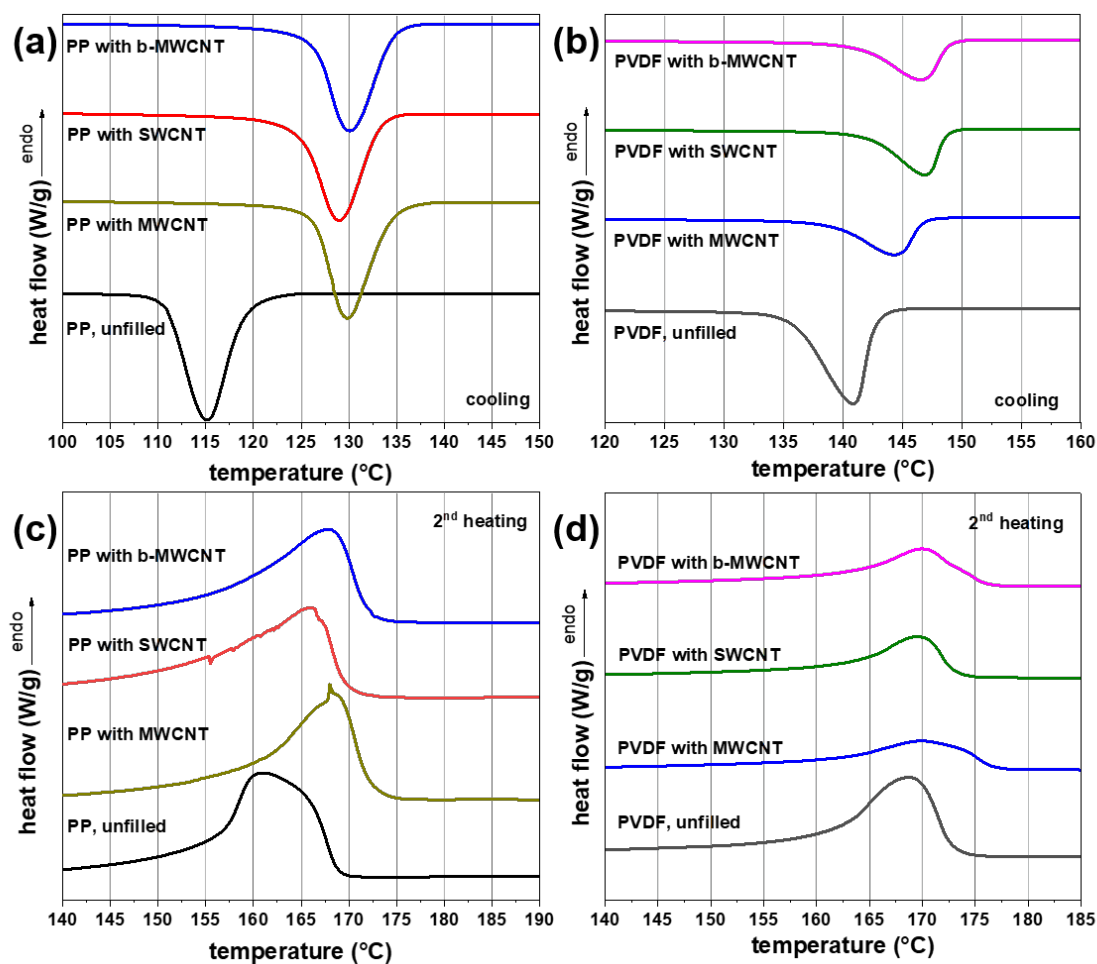 (a)
PP with b-MWCNT
PP with SWCNT
PP with MWCNT
PP, unfilled
cooling
heat flow (W/g)
endo
100 105 110 115 120 125 130 135 140 145 150
temperature (°C)
(b)
PVDF with b-MWCNT
PVDF with SWCNT
PVDF with MWCNT
PVDF, unfilled
cooling
heat flow (W/g)
endo
120 125 130 135 140 145 150 155 160
temperature (°C)
(c)
2nd heating
PP with b-MWCNT
PP with SWCNT
PP with MWCNT
PP, unfilled
heat flow (W/g)
endo
140 145 150 155 160 165 170 175 180 185 190
temperature (°C)
(d)
2nd heating
PVDF with b-MWCNT
PVDF with SWCNT
PVDF with MWCNT
PVDF, unfilled
heat flow (W/g)
endo
140 145 150 155 160 165 170 175 180 185
temperature (°C)